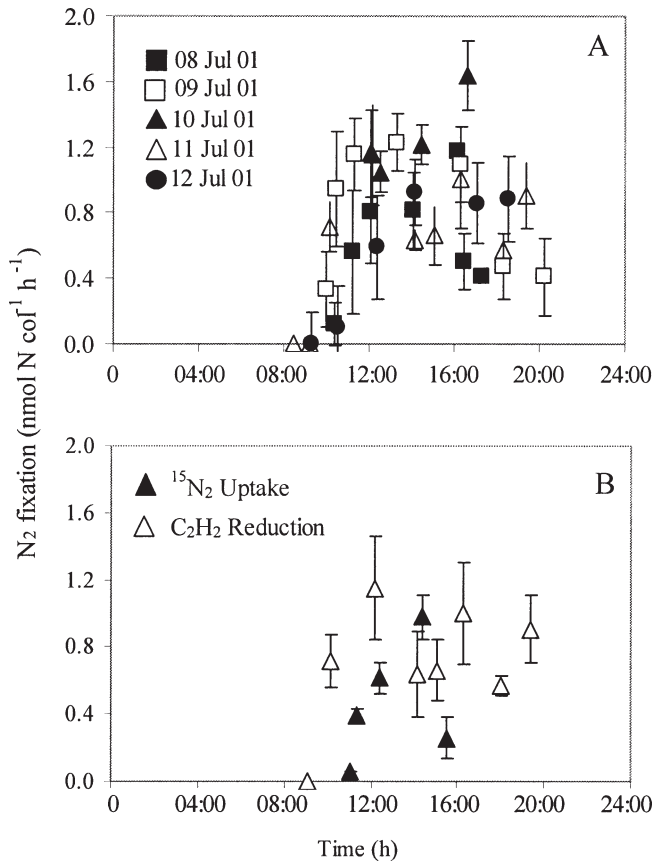 2.0
A
08 Jul 01
1.6
09 Jul 01
10 Jul 01
1.2
11 Jul 01
12 Jul 01
0.8
0.4
0.0
0 04:00 08:00 12:00 16:00 20:00 24:00
N₂ fixation (nmol N col⁻¹ h⁻¹)
2.0
B
¹⁵N₂ Uptake
1.6
C₂H₂ Reduction
1.2
0.8
0.4
0.0
0 04:00 08:00 12:00 16:00 20:00 24:00
Time (h)